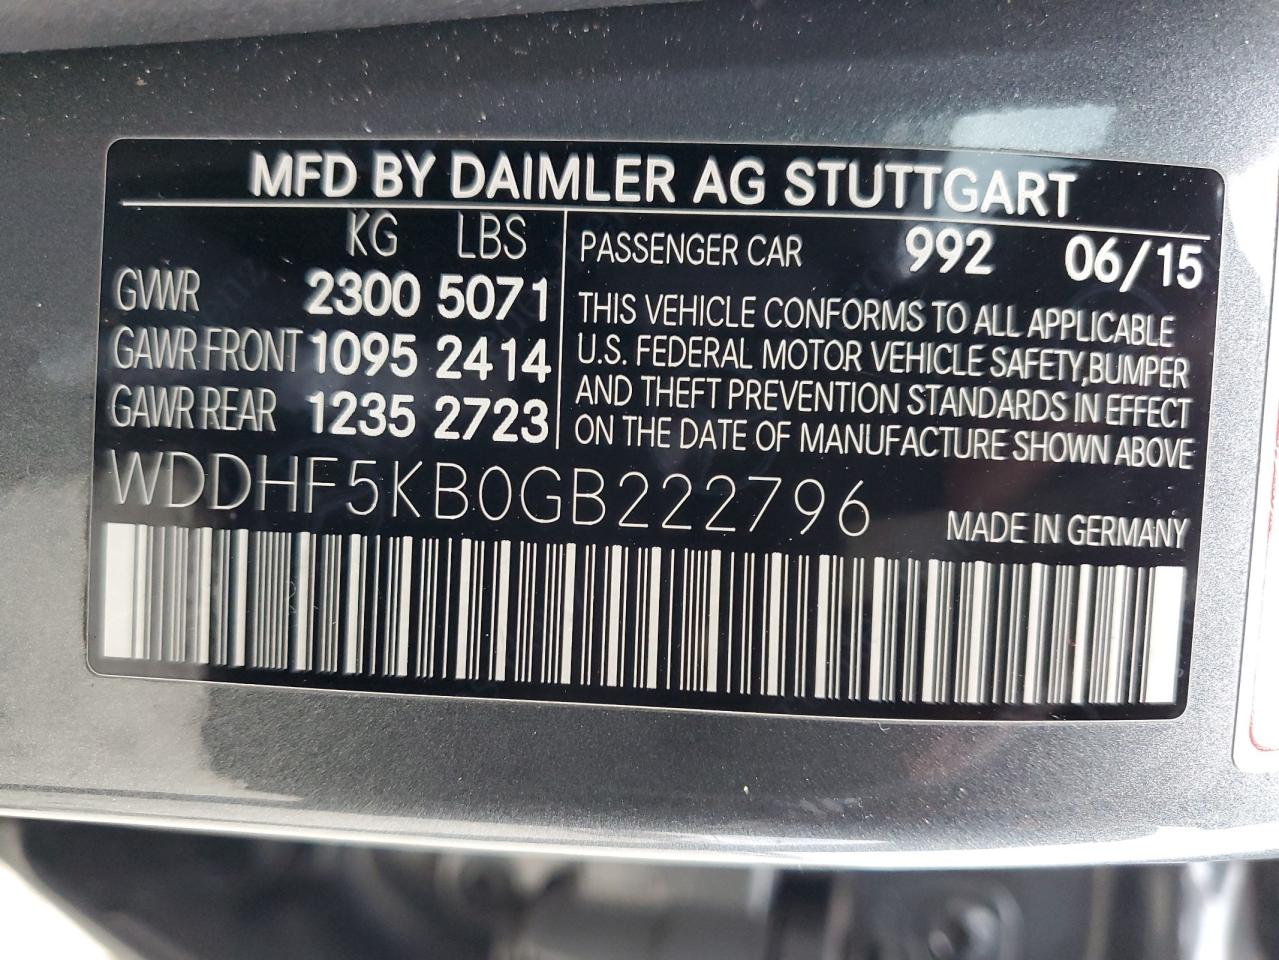 MFD BY DAIMLER AG STUTTGART
KG LBS
GVWR 2300 5071
GAWR FRONT 1095 2414
GAWR REAR 1235 2723
PASSENGER CAR 992 06/15
THIS VEHICLE CONFORMS TO ALL APPLICABLE
U.S. FEDERAL MOTOR VEHICLE SAFETY,BUMPER
AND THEFT PREVENTION STANDARDS IN EFFECT
ON THE DATE OF MANUFACTURE SHOWN ABOVE
WDDHF5KB0GB222796
MADE IN GERMANY